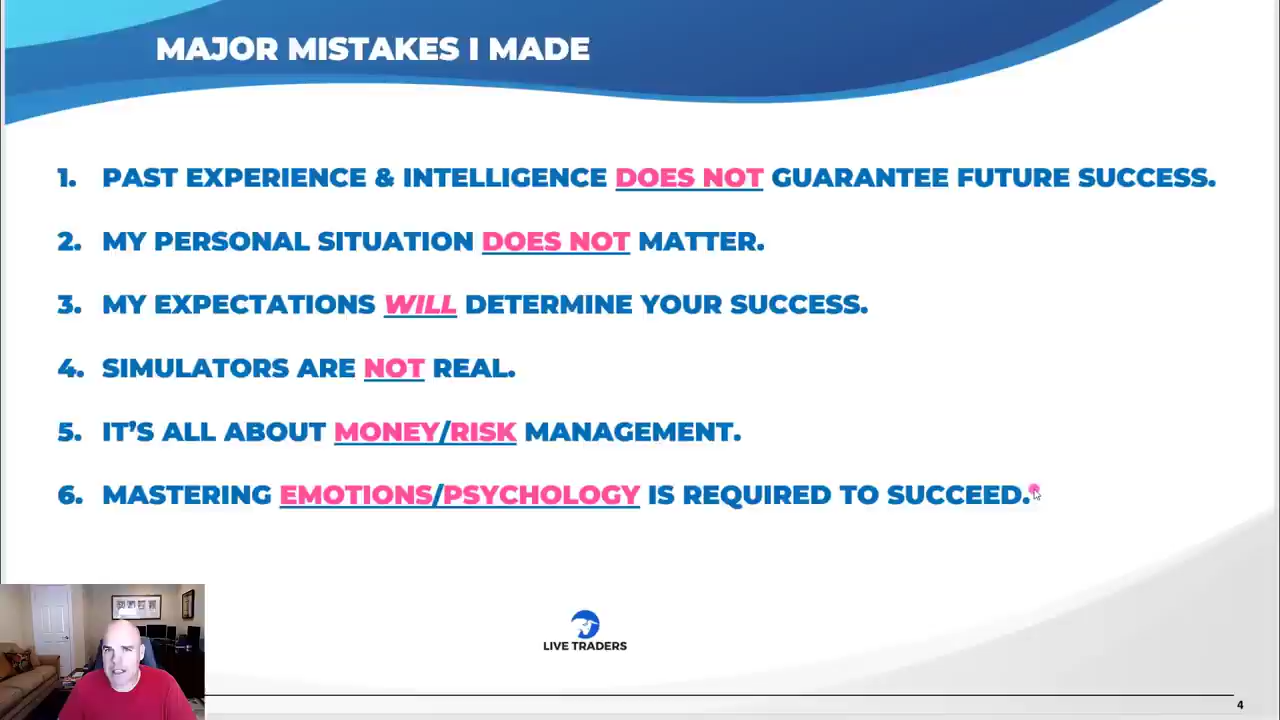 MAJOR MISTAKES I MADE
1. PAST EXPERIENCE & INTELLIGENCE DOES NOT GUARANTEE FUTURE SUCCESS.
2. MY PERSONAL SITUATION DOES NOT MATTER.
3. MY EXPECTATIONS WILL DETERMINE YOUR SUCCESS.
4. SIMULATORS ARE NOT REAL.
5. IT’S ALL ABOUT MONEY/RISK MANAGEMENT.
6. MASTERING EMOTIONS/PSYCHOLOGY IS REQUIRED TO SUCCEED.
LIVE TRADERS
4